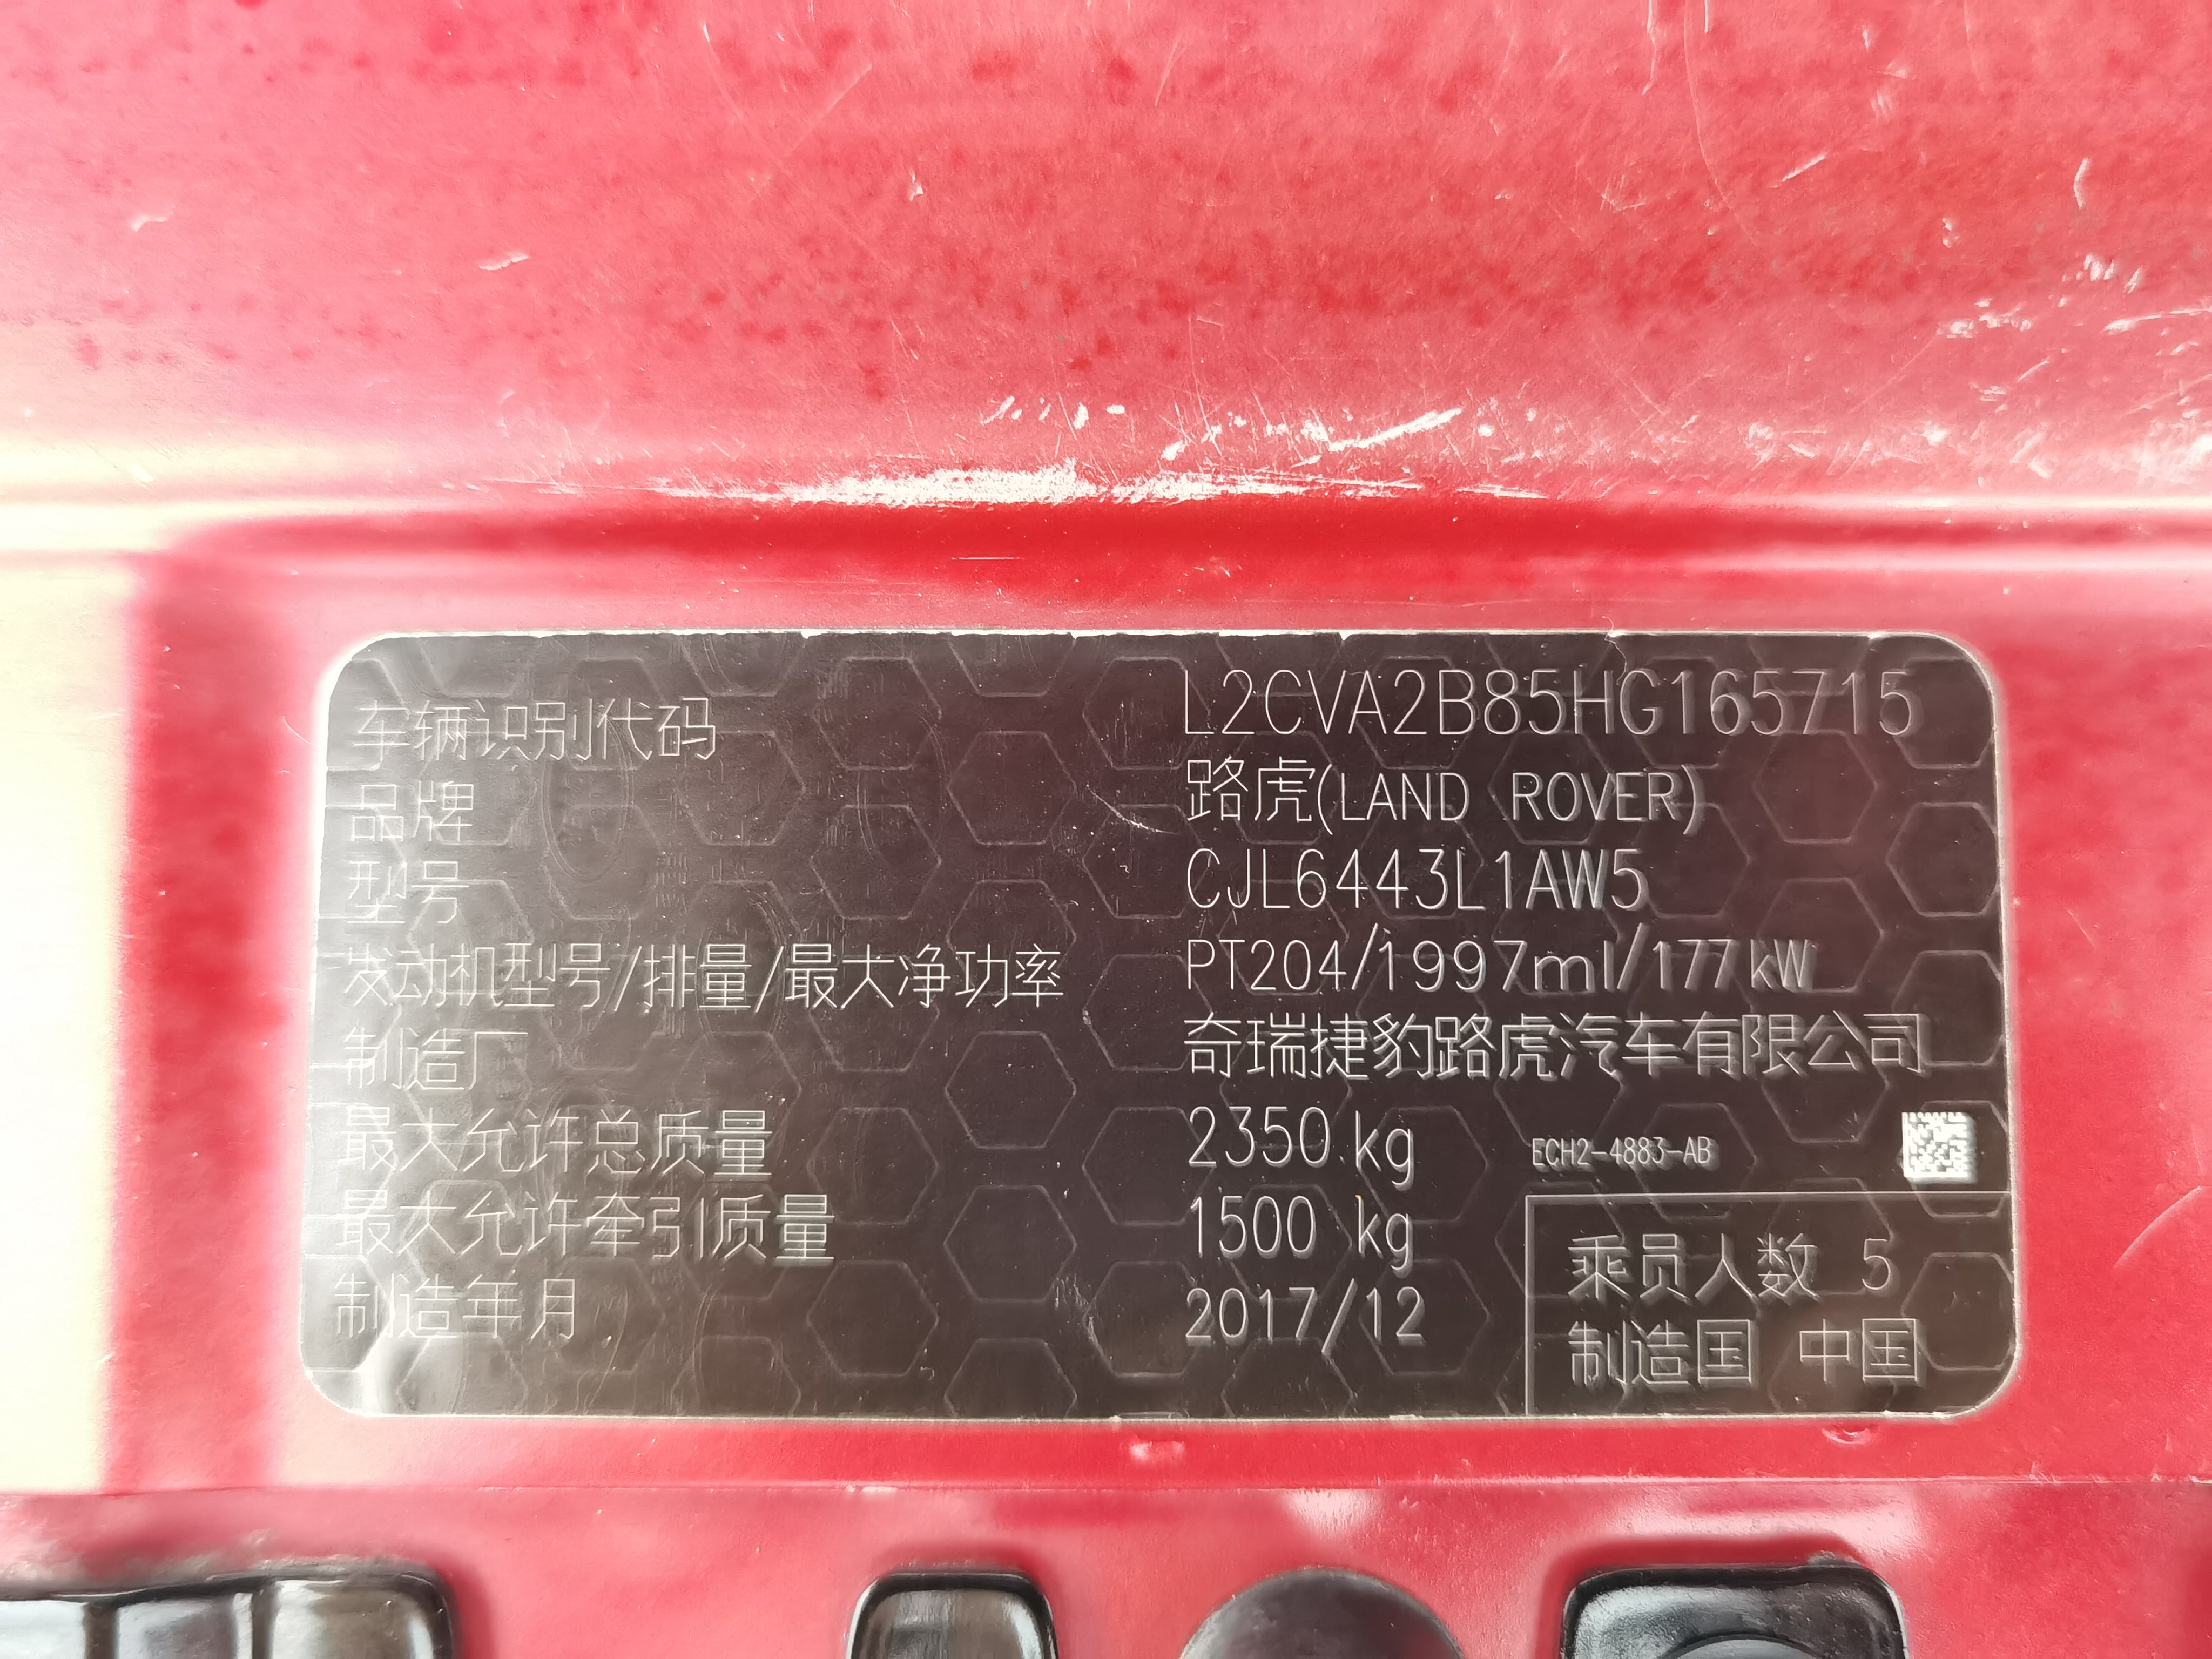 车辆识别代码 L2CVA2B85HG165715
品牌 路虎(LAND ROVER)
型号 CJL6443L1AW5
发动机型号/排量/最大净功率 PT204/1997ml/177kW
制造厂 奇瑞捷豹路虎汽车有限公司
最大允许总质量 2350 kg ECH2-4883-AB
最大允许牵引质量 1500 kg
制造年月 2017/12
乘员人数 5
制造国 中国